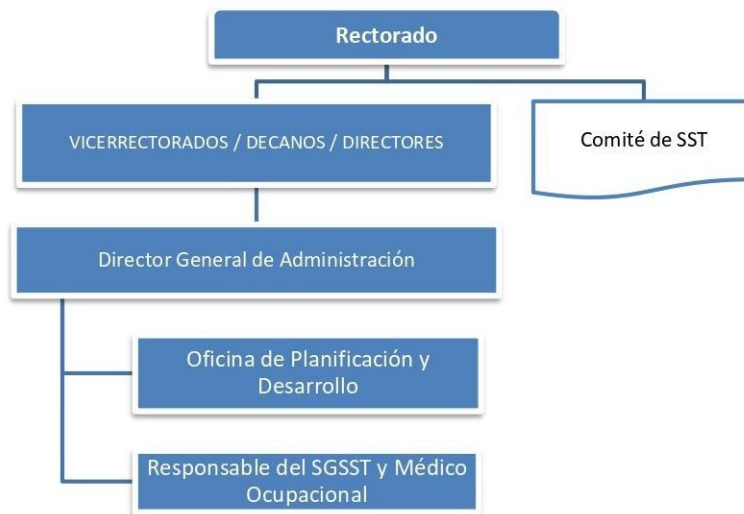 Rectorado
VICERRECTORADOS / DECANOS / DIRECTORES
Comité de SST
Director General de Administración
Oficina de Planificación y
Desarrollo
Responsable del SGSST y Médico
Ocupacional